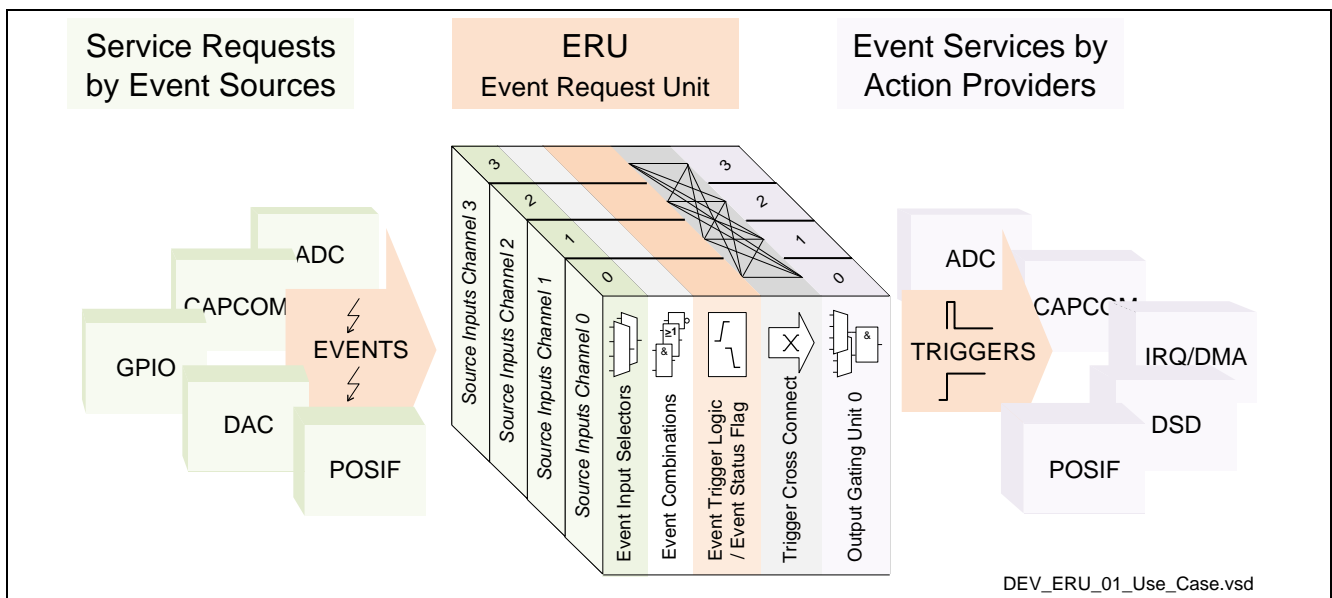 Service Requests
by Event Sources
ERU
Event Request Unit
Event Services by
Action Providers
ADC
CAPCOM
GPIO
DAC
POSIF
EVENTS
Source Inputs Channel 3
Source Inputs Channel 2
Source Inputs Channel 1
Source Inputs Channel 0
3
2
1
0
3
2
1
0
≥1
&
&
Event Input Selectors
Event Combinations
Event Trigger Logic
/ Event Status Flag
Trigger Cross Connect
Output Gating Unit 0
TRIGGERS
ADC
CAPCOM
IRQ/DMA
DSD
POSIF
DEV_ERU_01_Use_Case.vsd